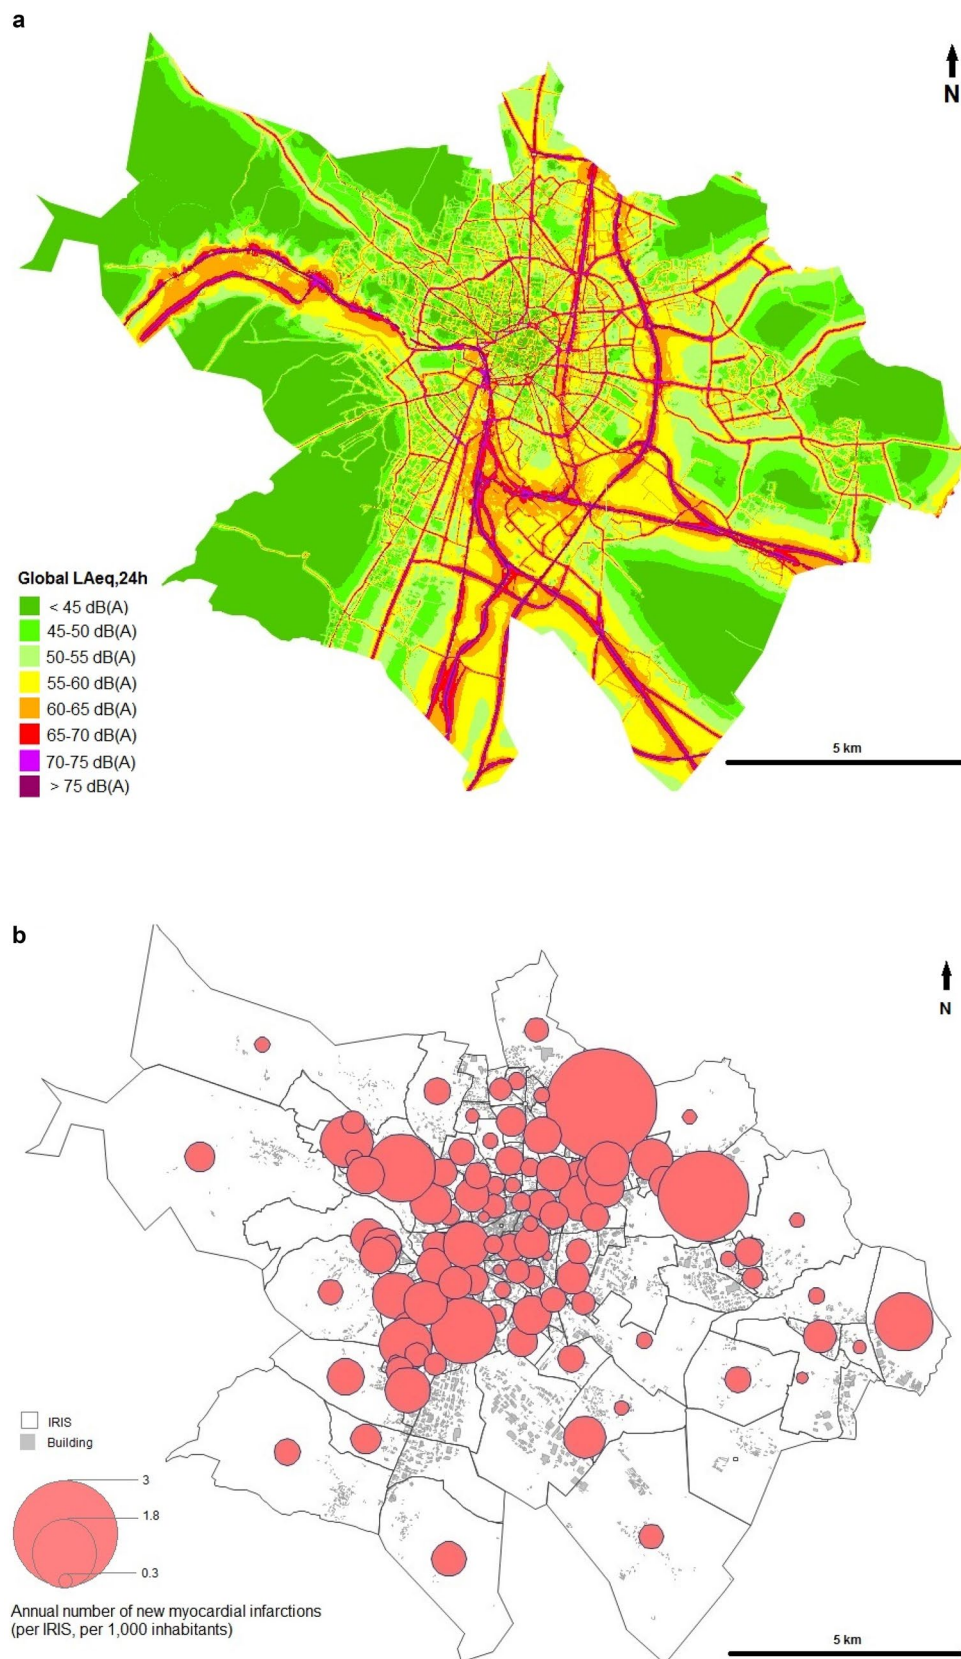 a
N
Global LAeq,24h
< 45 dB(A)
45-50 dB(A)
50-55 dB(A)
55-60 dB(A)
60-65 dB(A)
65-70 dB(A)
70-75 dB(A)
> 75 dB(A)
5 km
b
N
IRIS
Building
3
1.8
0.3
Annual number of new myocardial infarctions
(per IRIS, per 1,000 inhabitants)
5 km